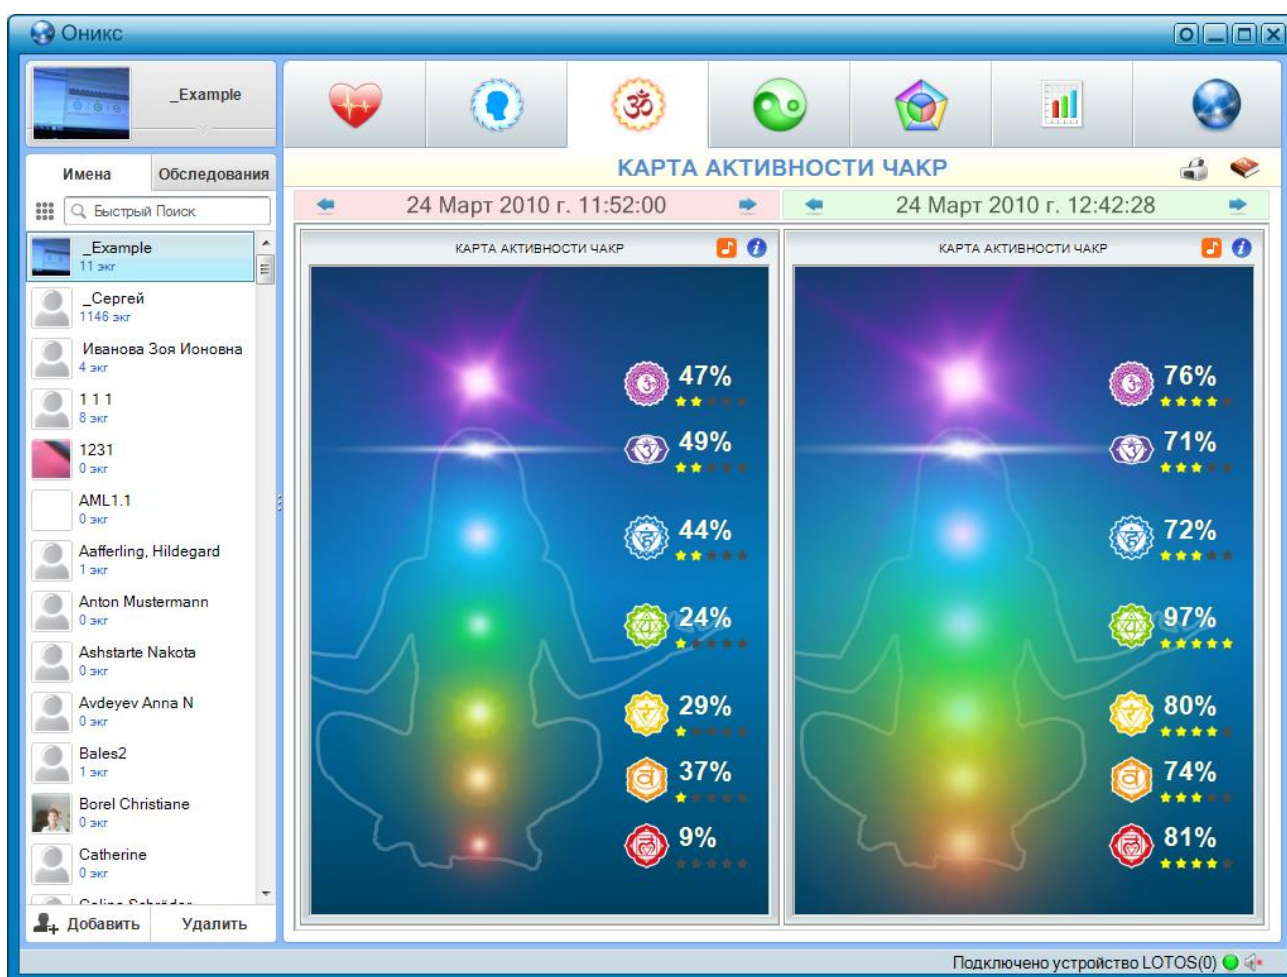 Оникс
_Example
Имена
Обследования
Быстрый Поиск
_Example
11 экг
_Сергей
1146 экг
Иванова Зоя Ионовна
4 экг
1 1 1
8 экг
1231
0 экг
AML1.1
0 экг
Aafferling, Hildegard
1 экг
Anton Mustermann
0 экг
Ashstarte Nakota
0 экг
Avdeyev Anna N
0 экг
Bales2
1 экг
Borel Christiane
0 экг
Catherine
0 экг
Добавить
Удалить
КАРТА АКТИВНОСТИ ЧАКР
24 Март 2010 г. 11:52:00
24 Март 2010 г. 12:42:28
КАРТА АКТИВНОСТИ ЧАКР
47%
49%
44%
24%
29%
37%
9%
КАРТА АКТИВНОСТИ ЧАКР
76%
71%
72%
97%
80%
74%
81%
Подключено устройство LOTOS(0)